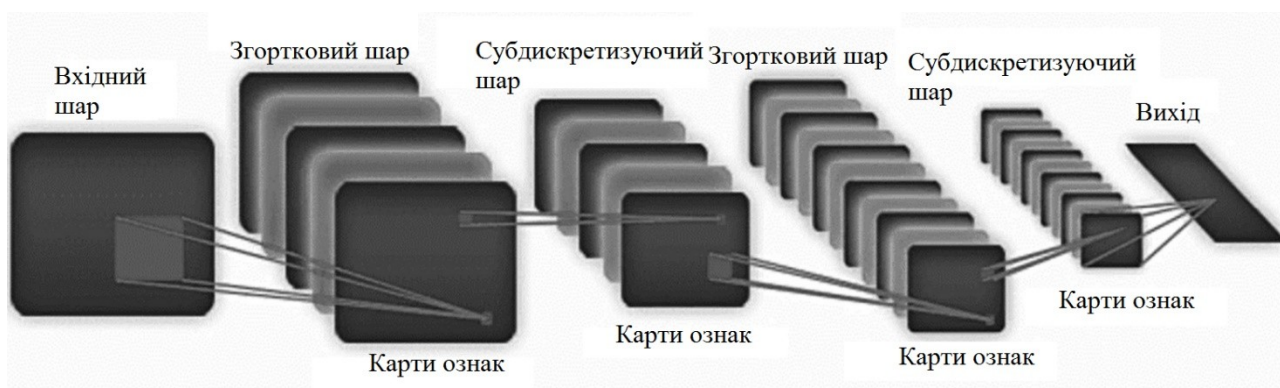 Вхідний
шар
Згортковий шар
Субдискретизуючий
шар
Згортковий шар
Субдискретизуючий
шар
Вихід
Карти ознак
Карти ознак
Карти ознак
Карти ознак